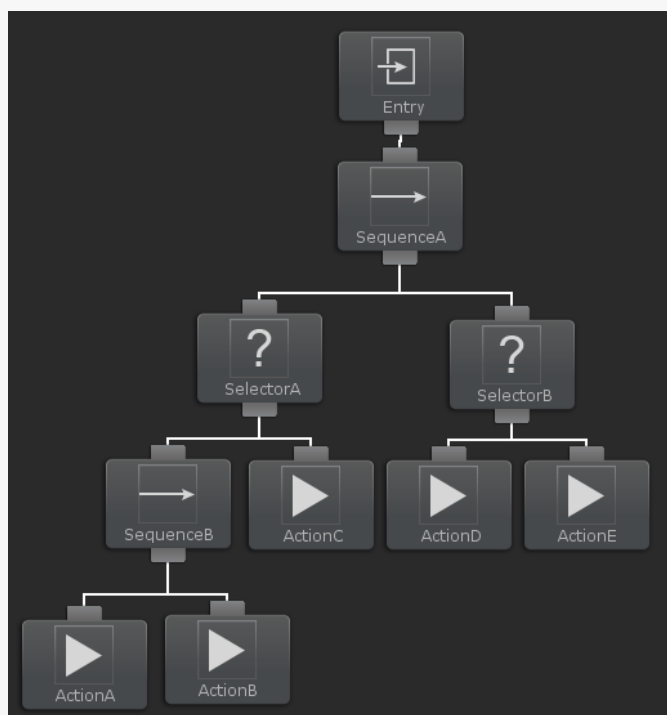 Entry
SequenceA
?
SelectorA
?
SelectorB
SequenceB
ActionC
ActionD
ActionE
ActionA
ActionB